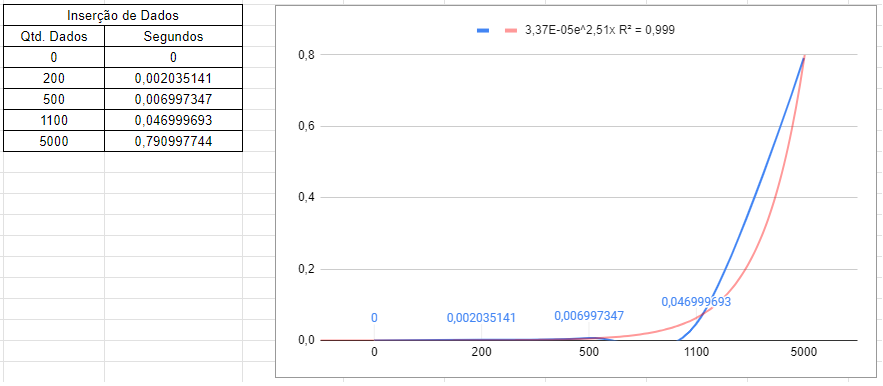 Inserção de Dados
Qtd. Dados Segundos
0 0
200 0,002035141
500 0,006997347
1100 0,046999693
5000 0,790997744
3,37E-05e^2,51x R² = 0,999
0,8
0,6
0,4
0,2
0,0
0 0,002035141 0,006997347 0,046999693
0 200 500 1100 5000